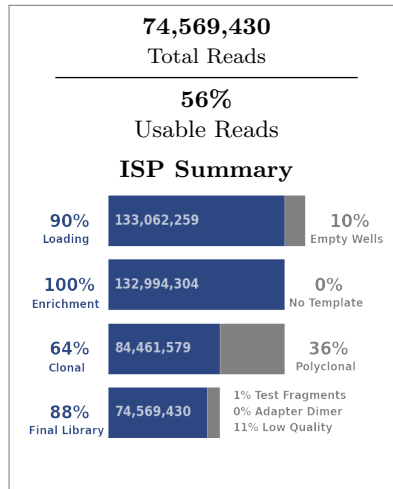 74,569,430
Total Reads
56%
Usable Reads
ISP Summary
90% 133,062,259 10%
Loading Empty Wells
100% 132,994,304 0%
Enrichment No Template
64% 84,461,579 36%
Clonal Polyclonal
88% 74,569,430 1% Test Fragments
0% Adapter Dimer
Final Library 11% Low Quality